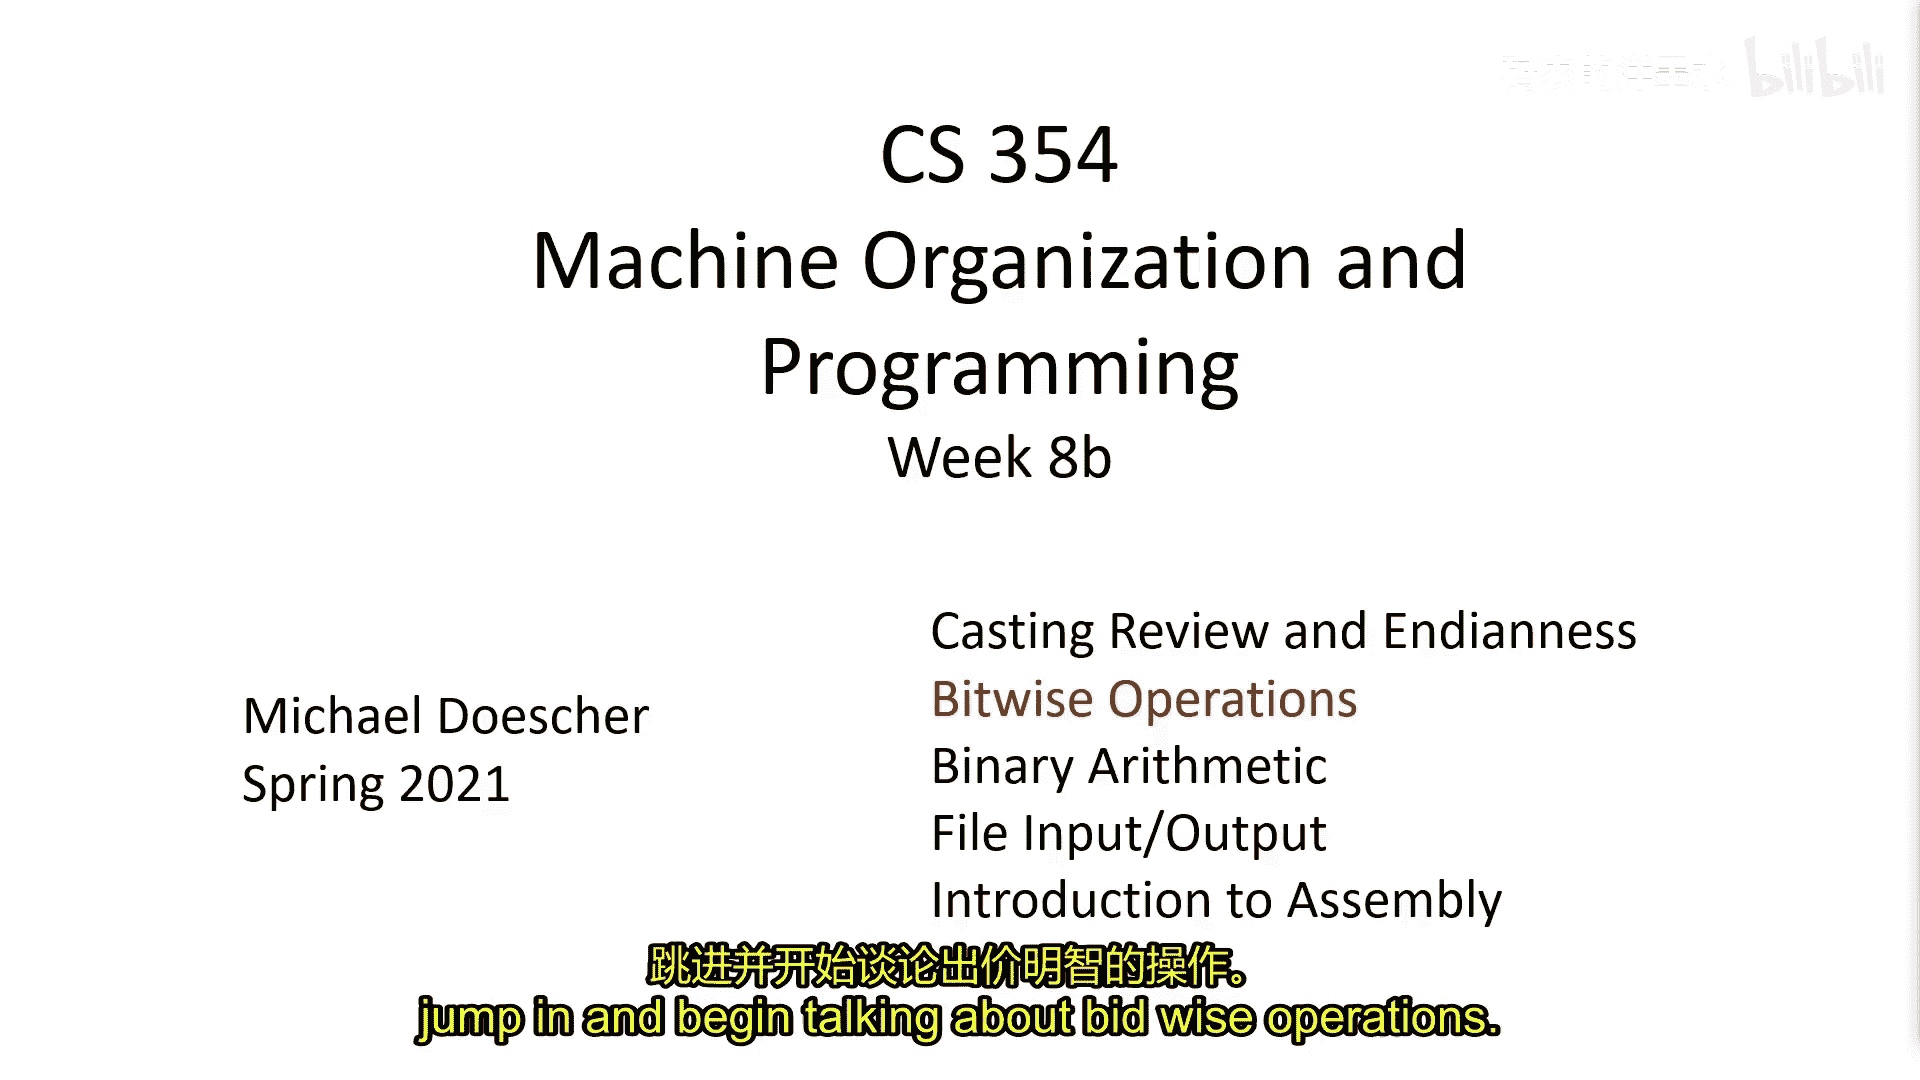 bilibili
CS 354
Machine Organization and
Programming
Week 8b
Michael Doescher
Spring 2021
Casting Review and Endianness
Bitwise Operations
Binary Arithmetic
File Input/Output
Introduction to Assembly
跳进并开始谈论出价明智的操作。
jump in and begin talking about bid wise operations.